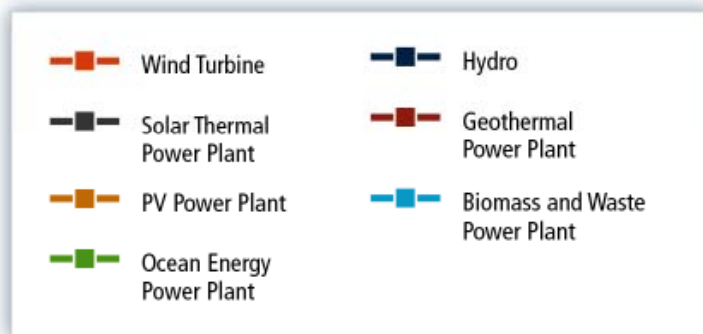 Wind Turbine
Solar Thermal
Power Plant
PV Power Plant
Ocean Energy
Power Plant
Hydro
Geothermal
Power Plant
Biomass and Waste
Power Plant